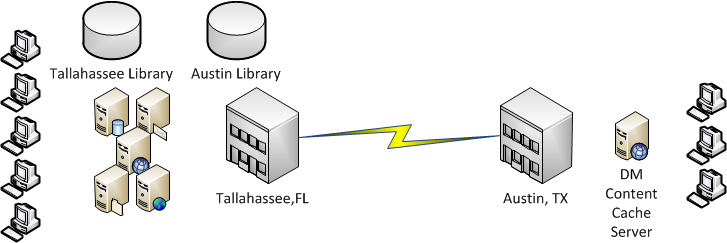 Tallahassee Library
Austin Library
Tallahassee,FL
Austin, TX
DM
Content
Cache
Server